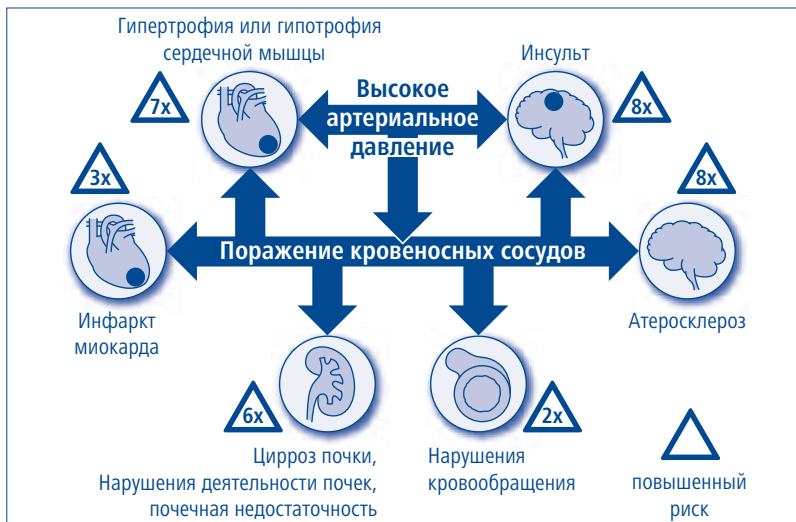 Гипертрофия или гипотрофия
сердечной мышцы
Инсульт
7x
Высокое
артериальное
давление
8x
3x
8x
Поражение кровеносных сосудов
Инфаркт
миокарда
Атеросклероз
6x
2x
Цирроз почки,
Нарушения деятельности почек,
почечная недостаточность
Нарушения
кровообращения
повышенный
риск